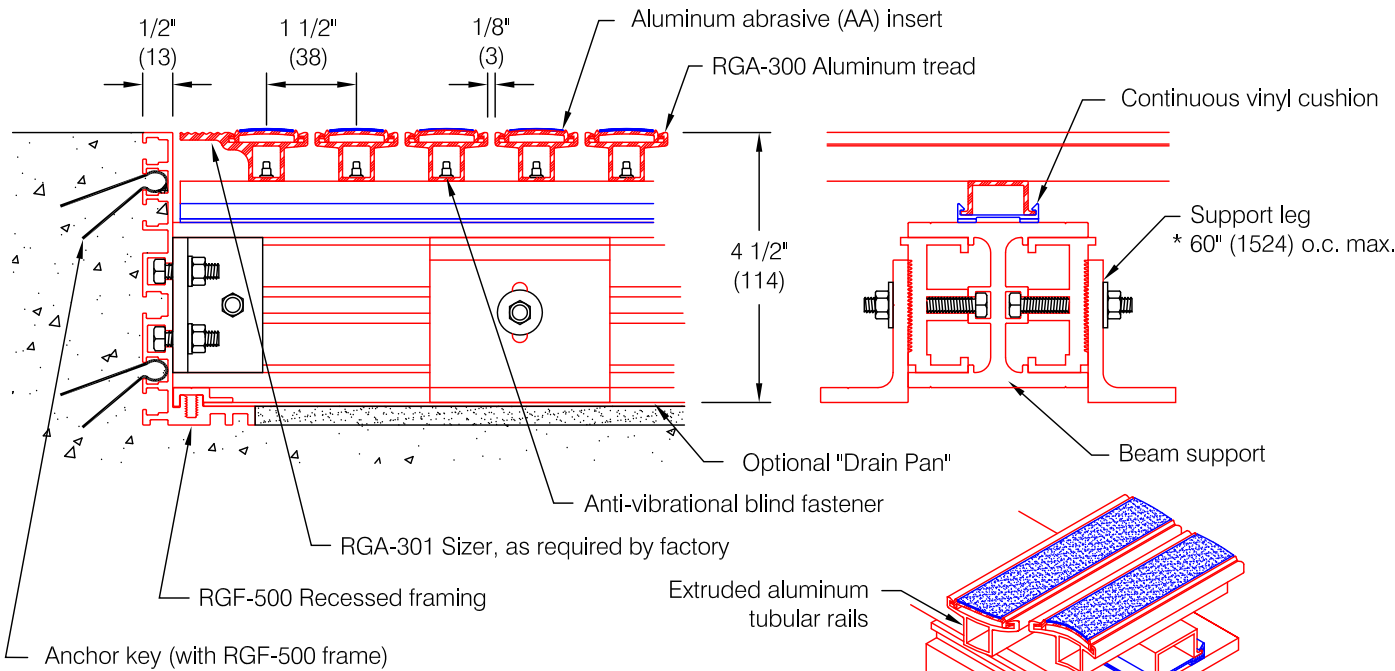 1/2"
(13)
1 1/2"
(38)
1/8"
(3)
Aluminum abrasive (AA) insert
RGA-300 Aluminum tread
Continuous vinyl cushion
Support leg
* 60" (1524) o.c. max.
4 1/2"
(114)
Beam support
Optional "Drain Pan"
Anti-vibrational blind fastener
RGA-301 Sizer, as required by factory
RGF-500 Recessed framing
Anchor key (with RGF-500 frame)
Extruded aluminum
tubular rails